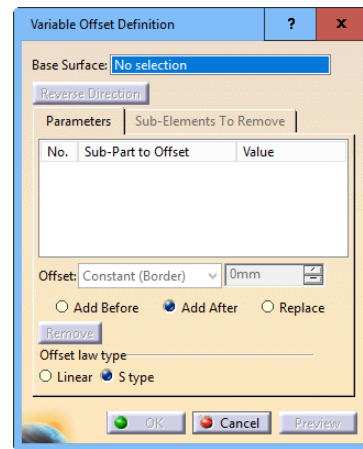 Variable Offset Definition ? x
Base Surface: No selection
Reverse Direction
Parameters Sub-Elements To Remove
No. Sub-Part to Offset Value
Offset: Constant (Border) 0mm
Add Before Add After Replace
Remove
Offset law type
Linear S type
OK Cancel Preview